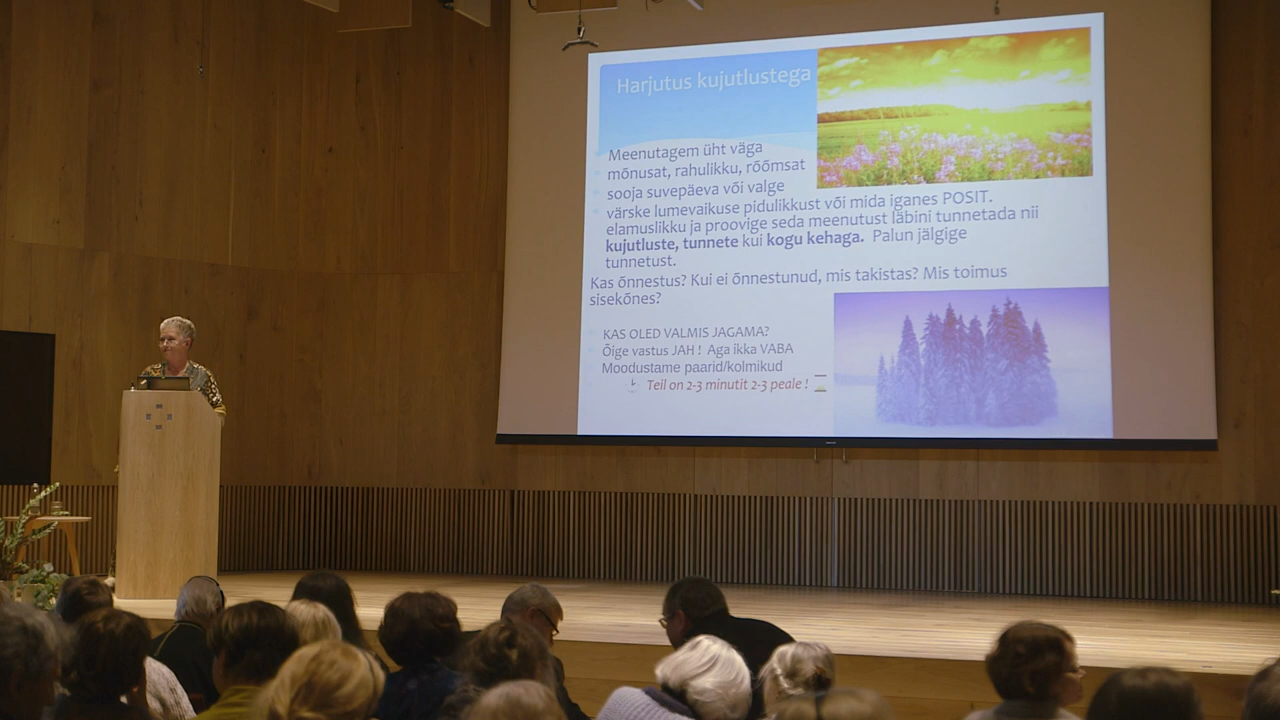 Harjutus kujutlustega
Meenutagem üht väga
mõnusat, rahulikku, rõõmsat
sooja suvepäeva või valge
värske lumevaikuse pidulikkust või mida iganes POSIT.
elamuslikku ja proovige seda meenutust läbini tunnetada nii
kujutluste, tunnete kui kogu kehaga. Palun jälgige
tunnetust.
Kas õnnestus? Kui ei õnnestunud, mis takistas? Mis toimus
sisekõnes?
KAS OLED VALMIS JAGAMA?
Õige vastus JAH ! Aga ikka VABA
Moodustame paarid/kolmikud
Teil on 2-3 minutit 2-3 peale !